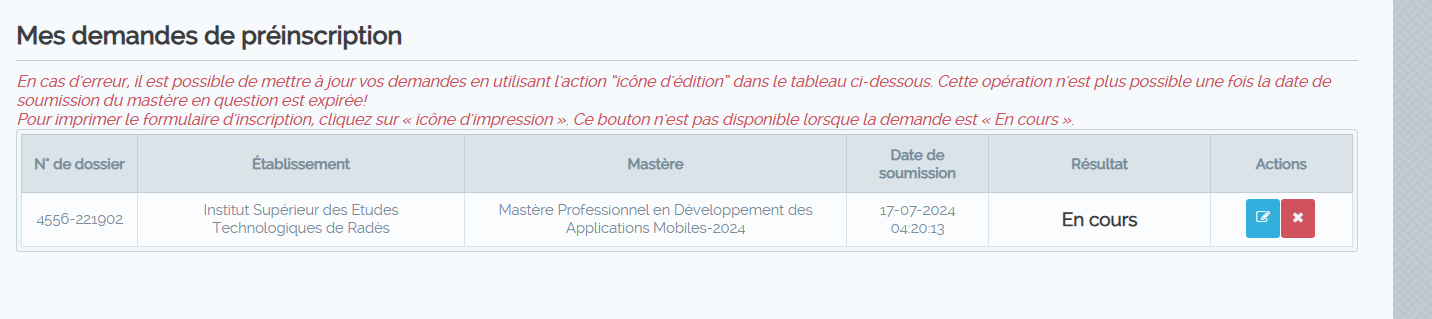 Mes demandes de préinscription
En cas d'erreur, il est possible de mettre à jour vos demandes en utilisant l'action "icône d'édition" dans le tableau ci-dessous. Cette opération n'est plus possible une fois la date de
soumission du mastère en question est expirée!
Pour imprimer le formulaire d'inscription, cliquez sur « icône d'impression ». Ce bouton n'est pas disponible lorsque la demande est « En cours ».
N° de dossier Établissement Mastère Date de soumission Résultat Actions
4556-221902 Institut Supérieur des Etudes Technologiques de Radès Mastère Professionnel en Développement des Applications Mobiles-2024 17-07-2024 04:20:13 En cours